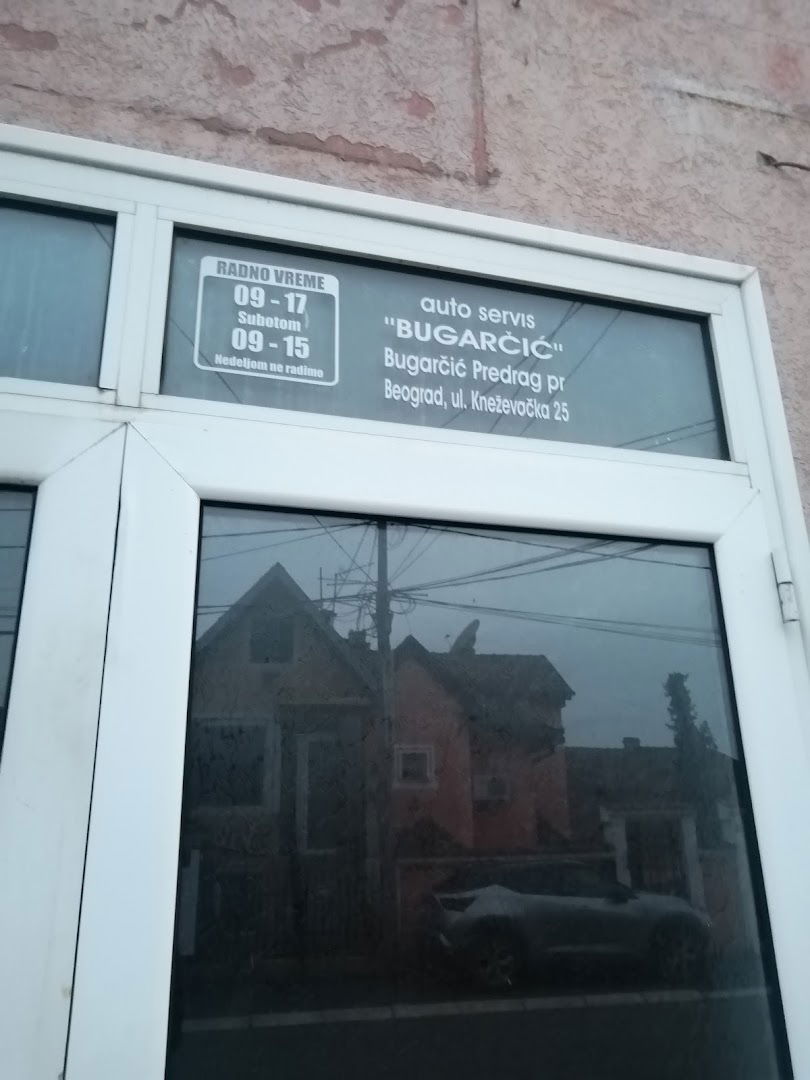 RADNO VREME
09 - 17
Subotom
09 - 15
Nedeljom ne radimo
auto servis
"BUGARČIĆ"
Bugarčić Predrag pr
Beograd, ul. Kneževačka 25